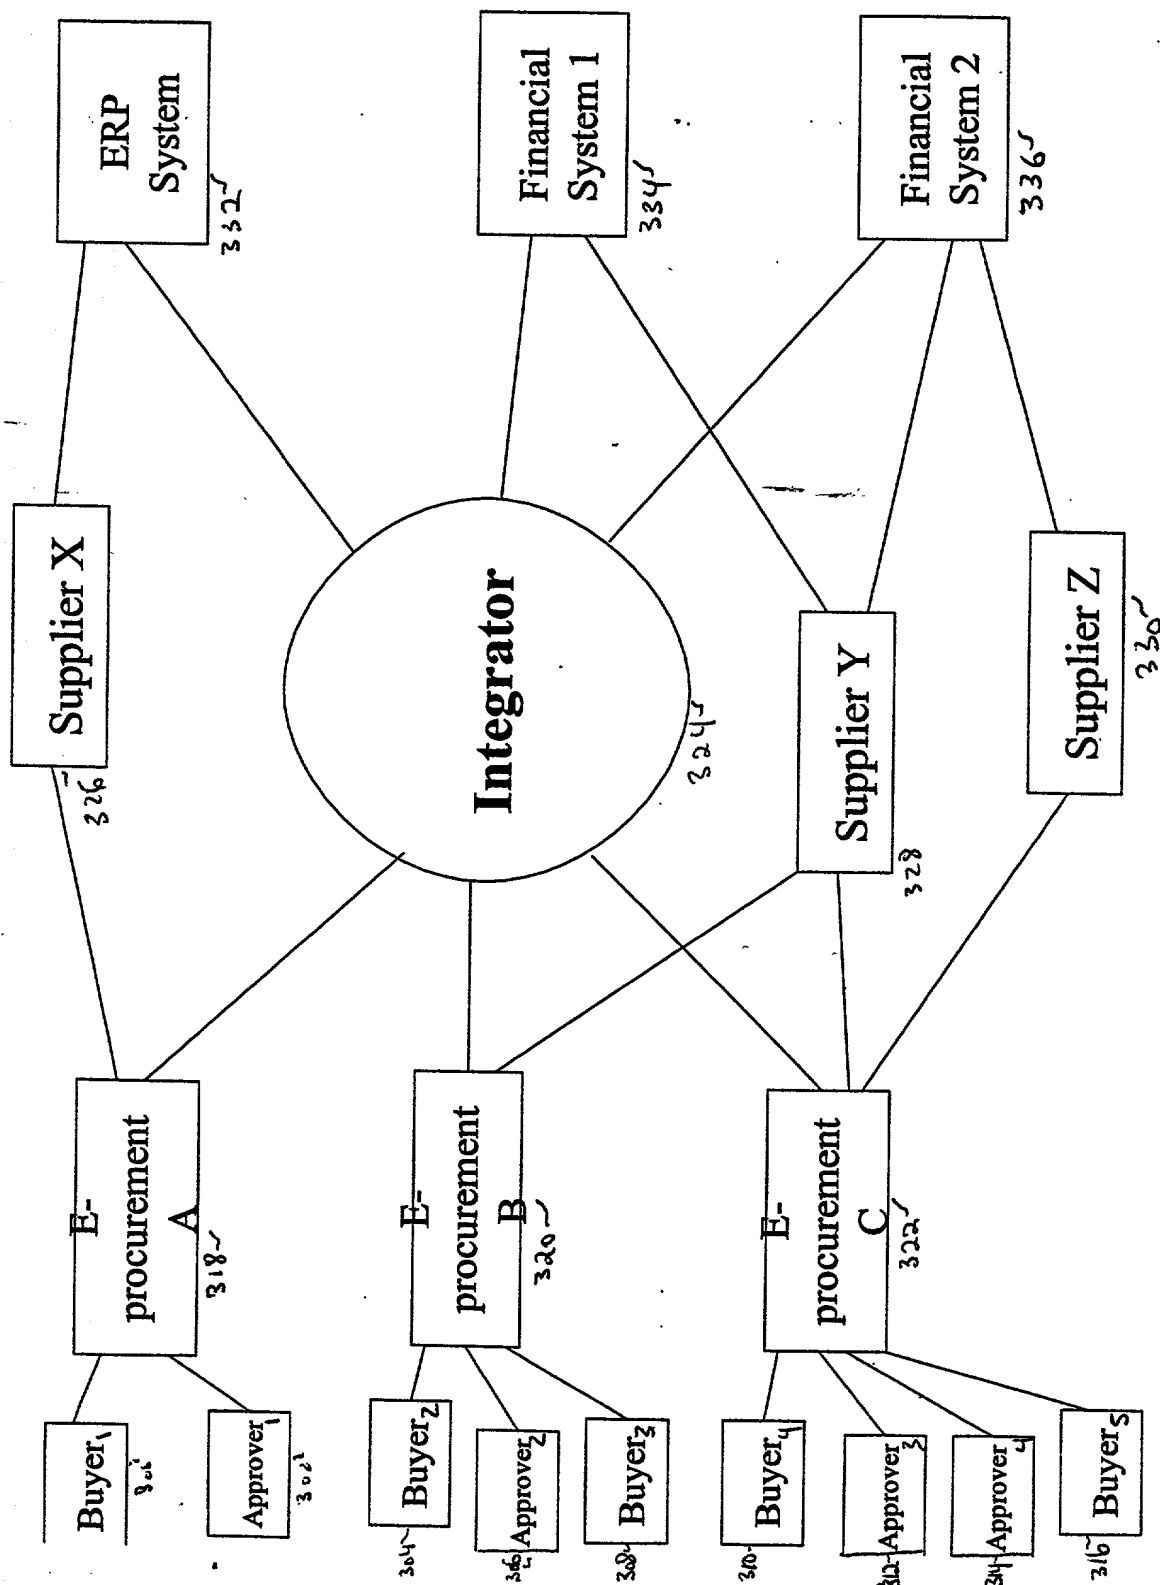 ERP
System
332
Financial
System 1
334
Financial
System 2
336
Supplier X
326
Integrator
324
Supplier Y
328
Supplier Z
330
E-
procurement
A
318
E-
procurement
B
320
E-
procurement
C
322
Buyer1
Approver1
302
304
Buyer2
306
Approver2
308
Buyer3
310
Buyer4
312
Approver3
314
Approver4
316
Buyer5